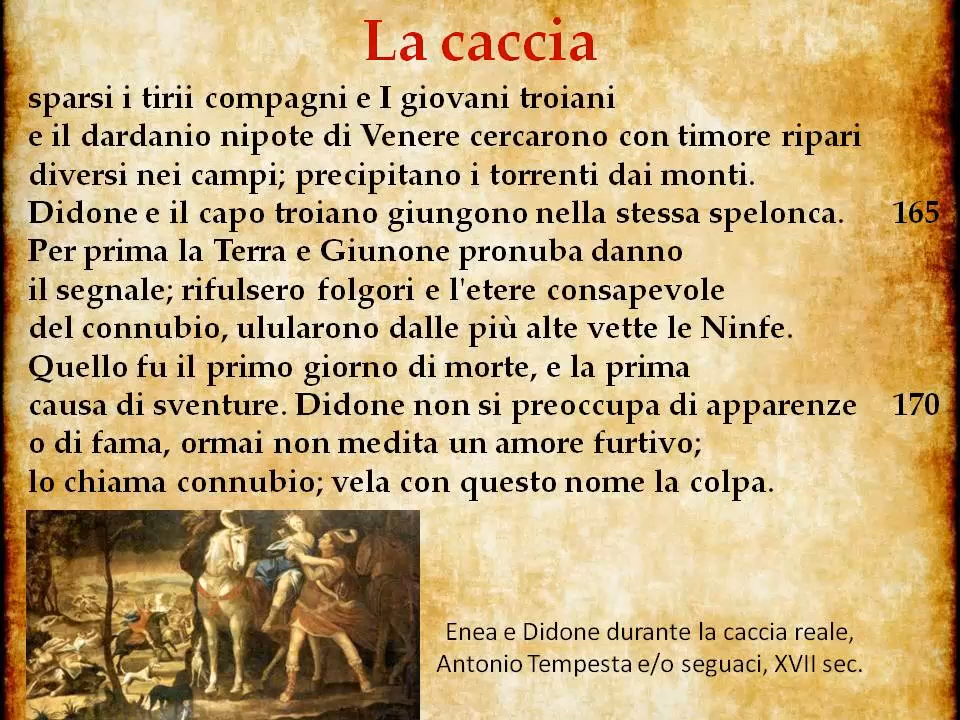 La caccia
sparsi i tirii compagni e I giovani troiani
e il dardanio nipote di Venere cercarono con timore ripari
diversi nei campi; precipitano i torrenti dai monti.
Didone e il capo troiano giungono nella stessa spelonca. 165
Per prima la Terra e Giunone pronuba danno
il segnale; rifulsero folgori e l'etere consapevole
del connubio, ulularono dalle più alte vette le Ninfe.
Quello fu il primo giorno di morte, e la prima
causa di sventure. Didone non si preoccupa di apparenze 170
o di fama, ormai non medita un amore furtivo;
lo chiama connubio; vela con questo nome la colpa.
Enea e Didone durante la caccia reale,
Antonio Tempesta e/o seguaci, XVII sec.